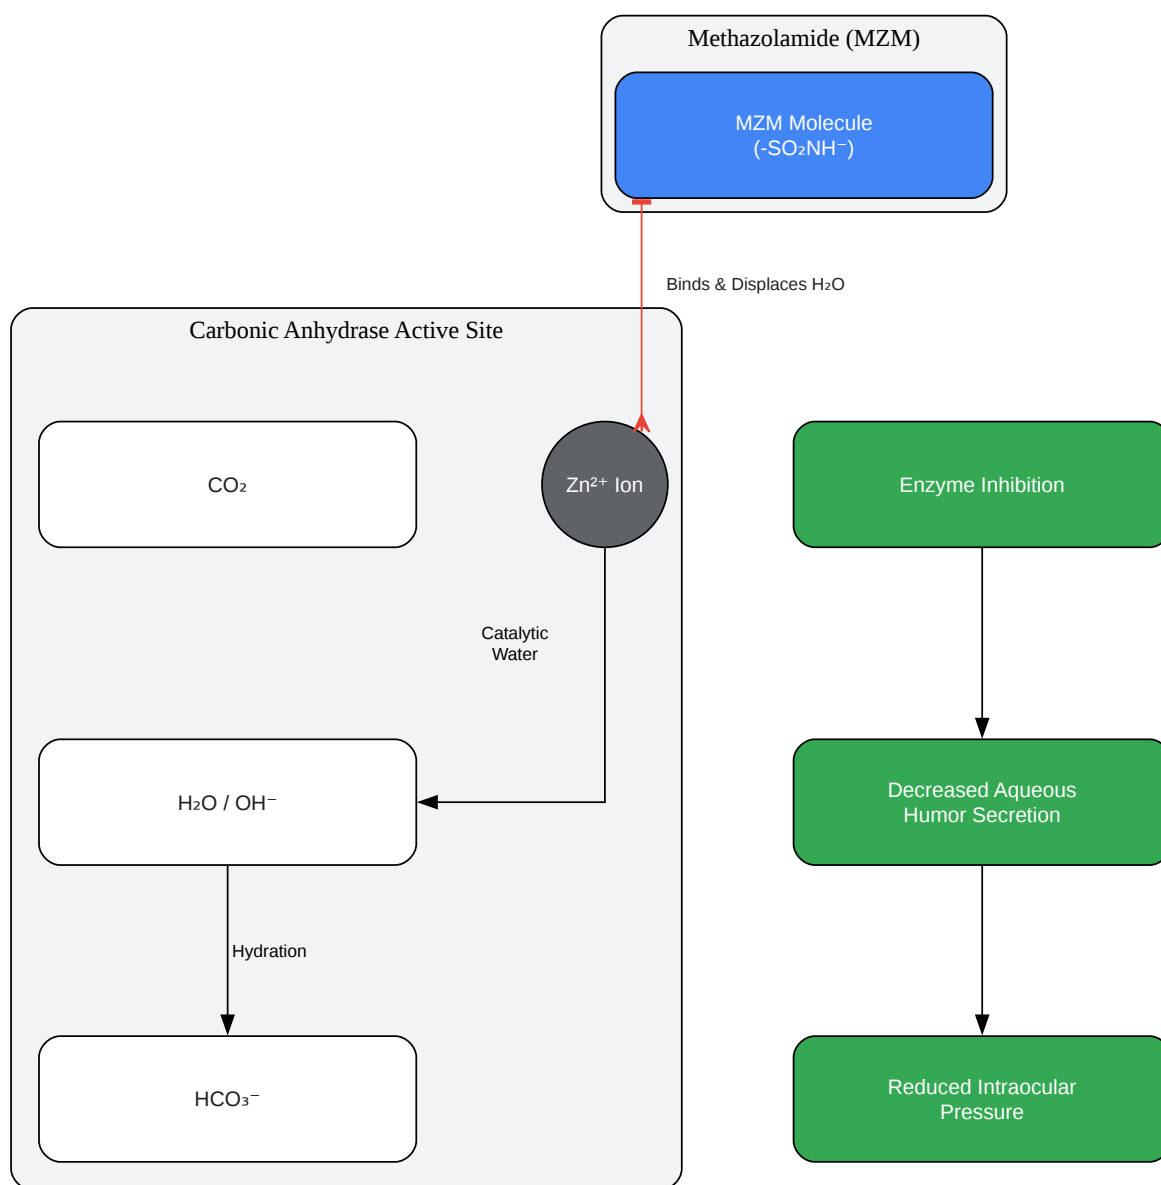 Methazolamide (MZM)
MZM Molecule
(-SO₂NH⁻)
Binds & Displaces H₂O
Carbonic Anhydrase Active Site
CO₂
Zn²⁺ Ion
Enzyme Inhibition
Catalytic
Water
H₂O / OH⁻
Decreased Aqueous
Humor Secretion
Hydration
HCO₃⁻
Reduced Intraocular
Pressure